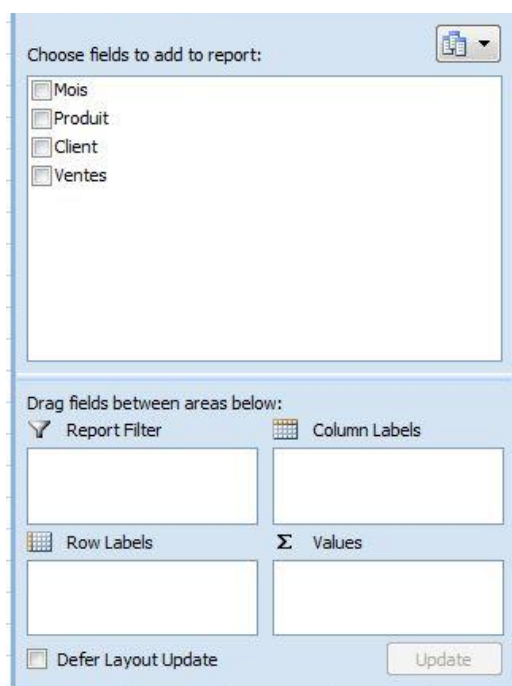 Choose fields to add to report:
Mois
Produit
Client
Ventes
Drag fields between areas below:
Report Filter
Column Labels
Row Labels
Σ Values
Defer Layout Update
Update